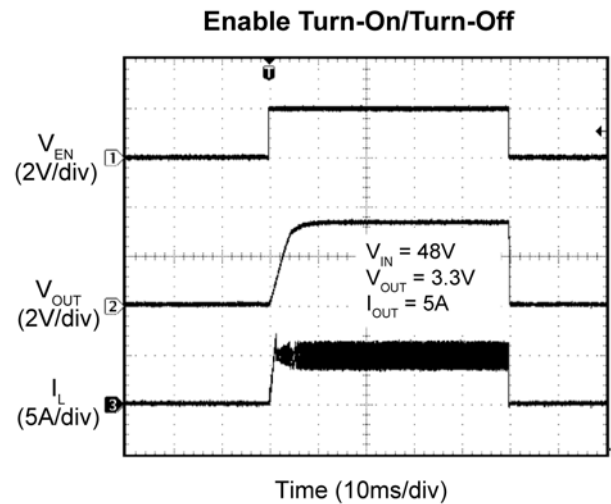 Enable Turn-On/Turn-Off
T
V_EN
(2V/div)
1
V_OUT
(2V/div)
2
V_IN = 48V
V_OUT = 3.3V
I_OUT = 5A
I_L
(5A/div)
3
Time (10ms/div)